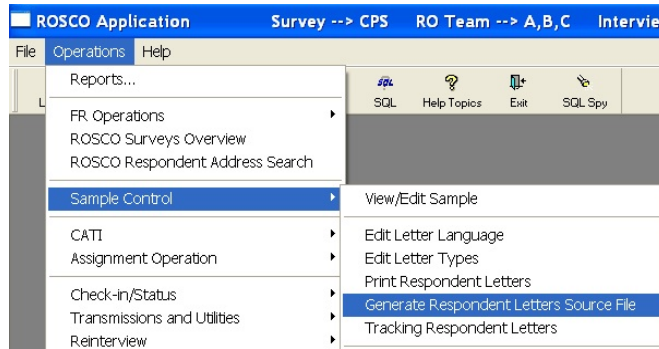 ROSCO Application Survey --> CPS RO Team --> A,B,C Intervie
File Operations Help
Reports...
SQL
SQL Help Topics Exit SQL Spy
FR Operations
ROSCO Surveys Overview
ROSCO Respondent Address Search
Sample Control
View/Edit Sample
CATI
Edit Letter Language
Assignment Operation
Edit Letter Types
Print Respondent Letters
Check-in/Status
Generate Respondent Letters Source File
Transmissions and Utilities
Tracking Respondent Letters
Reinterview